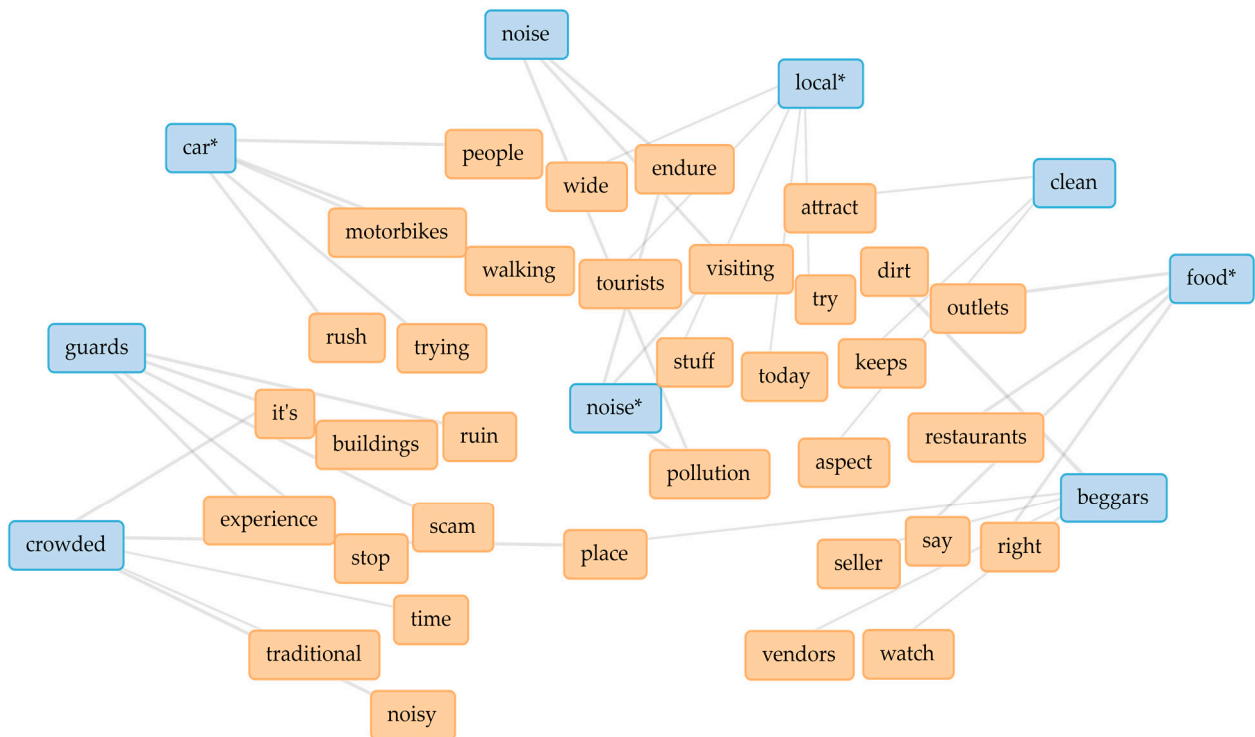 noise
local*
car*
people
endure
wide
clean
attract
motorbikes
walking
tourists
visiting
dirt
food*
try
outlets
guards
rush
trying
stuff
today
keeps
it's
noise*
buildings
ruin
restaurants
pollution
aspect
beggars
experience
scam
crowded
stop
place
seller
say
right
time
traditional
vendors
watch
noisy